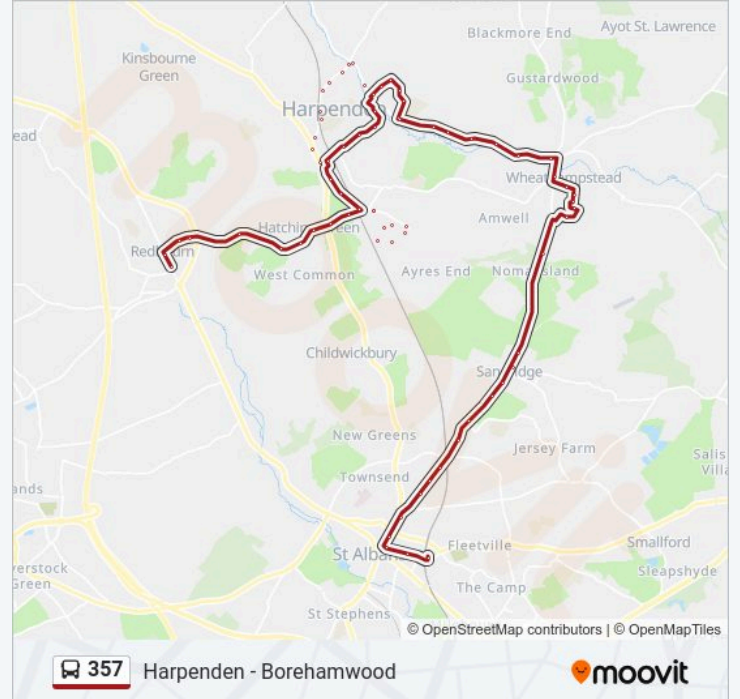 Blackmore End
Ayot St. Lawrence
Kinsbourne
Green
Gustardwood
Harpenden
ead
Wheathampstead
Amwell
Hatching Green
Redbourn
West Common
Ayres End
Nomansland
Childwickbury
Sandridge
New Greens
Jersey Farm
Salis
Villa
Townsend
ands
Fleetville
Smallford
St Albans
Sleapshyde
verstock
Green
The Camp
St Stephens
© OpenStreetMap contributors | © OpenMapTiles
357 Harpenden - Borehamwood
moovit